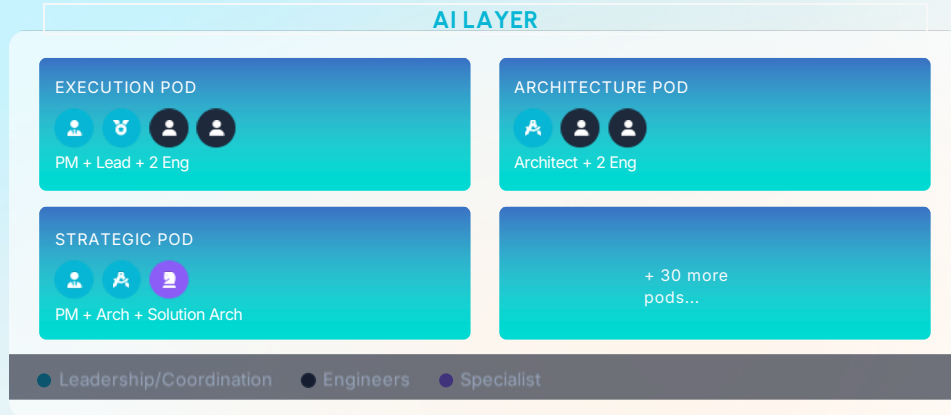 AI LAYER
EXECUTION POD
PM + Lead + 2 Eng
ARCHITECTURE POD
Architect + 2 Eng
STRATEGIC POD
PM + Arch + Solution Arch
+ 30 more
pods...
Leadership/Coordination
Engineers
Specialist